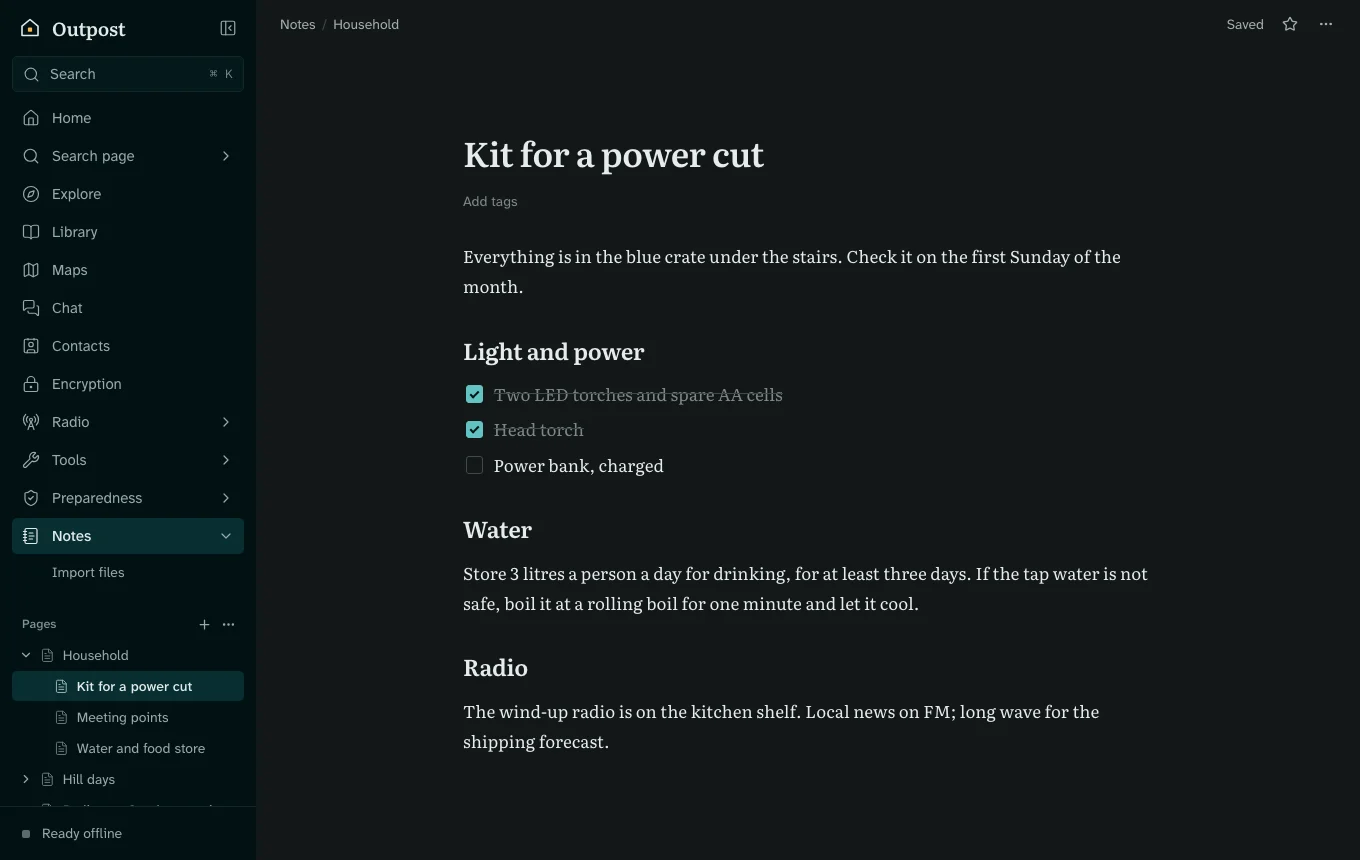 Outpost
Search ⌘ K
Home
Search page
Explore
Library
Maps
Chat
Contacts
Encryption
Radio
Tools
Preparedness
Notes
Import files
Pages
Household
Kit for a power cut
Meeting points
Water and food store
Hill days
Ready offline
Notes / Household
Saved
Kit for a power cut
Add tags
Everything is in the blue crate under the stairs. Check it on the first Sunday of the
month.
Light and power
Two LED torches and spare AA cells
Head torch
Power bank, charged
Water
Store 3 litres a person a day for drinking, for at least three days. If the tap water is not
safe, boil it at a rolling boil for one minute and let it cool.
Radio
The wind-up radio is on the kitchen shelf. Local news on FM; long wave for the
shipping forecast.